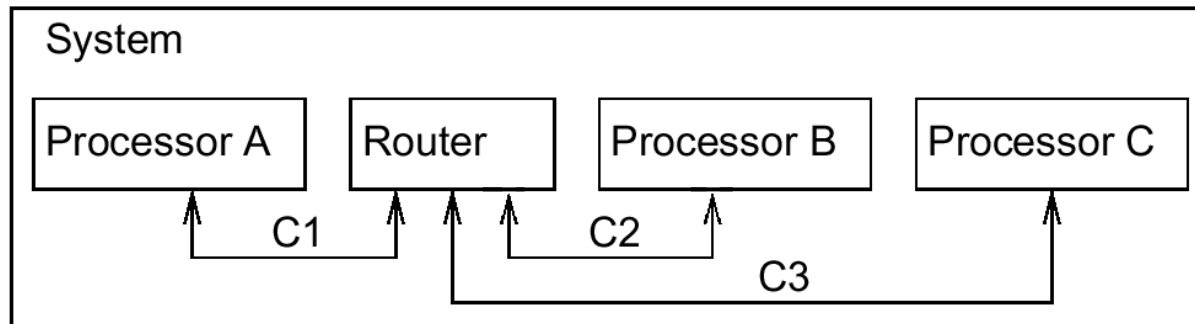 System
Processor A
Router
Processor B
Processor C
C1
C2
C3